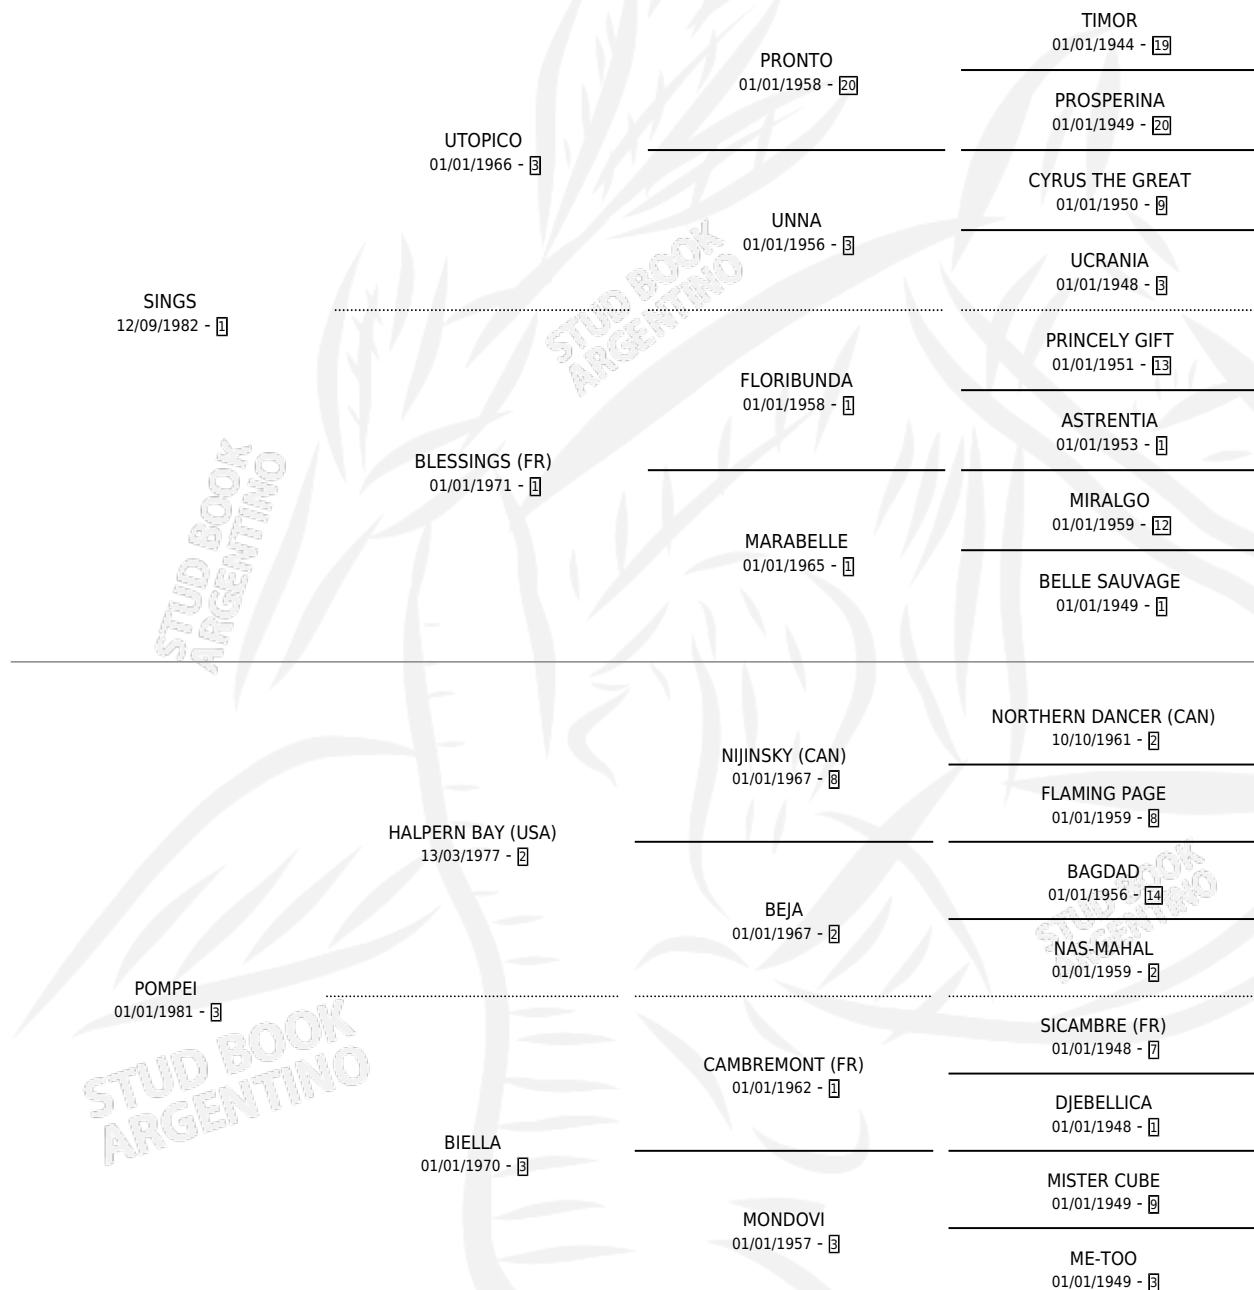 TIMOR
01/01/1944 - 19
PRONTO
01/01/1958 - 20
PROSPERINA
01/01/1949 - 20
UTOPICO
01/01/1966 - 3
CYRUS THE GREAT
01/01/1950 - 9
UNNA
01/01/1956 - 3
UCRANIA
01/01/1948 - 3
SINGS
12/09/1982 - 1
PRINCELY GIFT
01/01/1951 - 13
FLORIBUNDA
01/01/1958 - 1
ASTRENTIA
01/01/1953 - 1
BLESSINGS (FR)
01/01/1971 - 1
MIRALGO
01/01/1959 - 12
MARABELLE
01/01/1965 - 1
BELLE SAUVAGE
01/01/1949 - 1
NORTHERN DANCER (CAN)
10/10/1961 - 2
NIJINSKY (CAN)
01/01/1967 - 8
FLAMING PAGE
01/01/1959 - 8
HALPERN BAY (USA)
13/03/1977 - 2
BAGDAD
01/01/1956 - 14
BEJA
01/01/1967 - 2
NAS-MAHAL
01/01/1959 - 2
POMPEI
01/01/1981 - 3
SICAMBRE (FR)
01/01/1948 - 7
CAMBREMONT (FR)
01/01/1962 - 1
DJEBELLICA
01/01/1948 - 1
BIELLA
01/01/1970 - 3
MISTER CUBE
01/01/1949 - 9
MONDOVI
01/01/1957 - 3
ME-TOO
01/01/1949 - 3
STUD BOOK
ARGENTINO
STUD BOOK
ARGENTINO
STUD BOOK
ARGENTINO
STUD BOOK
ARGENTINO